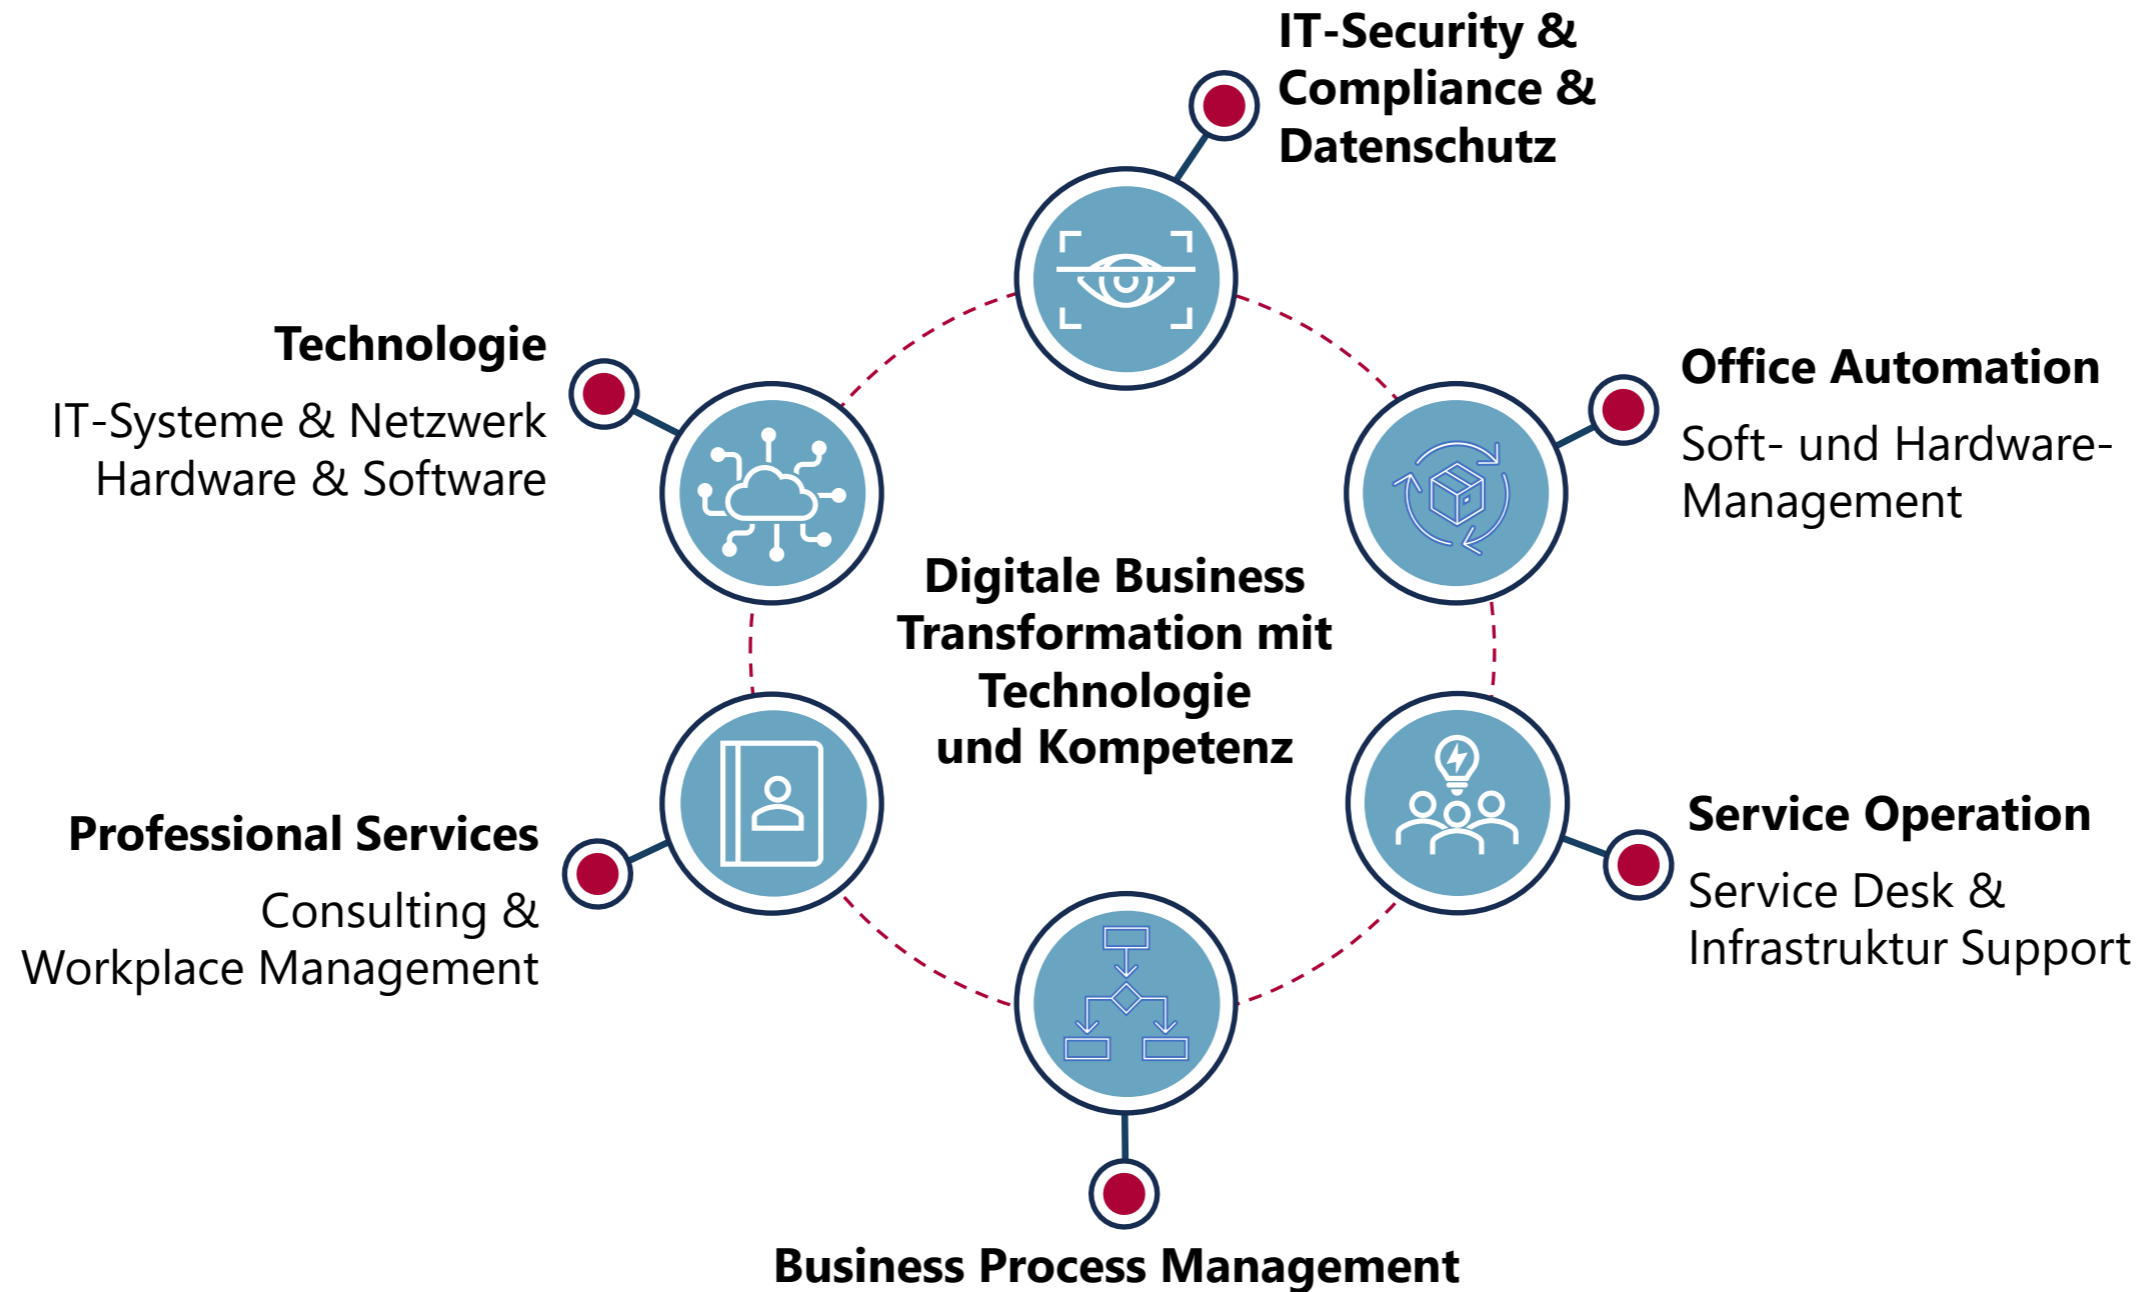 IT-Security &
Compliance &
Datenschutz
Technologie
IT-Systeme & Netzwerk
Hardware & Software
Office Automation
Soft- und Hardware-
Management
Digitale Business
Transformation mit
Technologie
und Kompetenz
Professional Services
Consulting &
Workplace Management
Service Operation
Service Desk &
Infrastruktur Support
Business Process Management